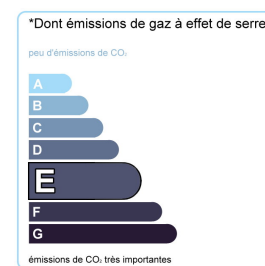 *Dont émissions de gaz à effet de serre
peu d'émissions de CO₂
A
B
C
D
E
F
G
émissions de CO₂ très importantes